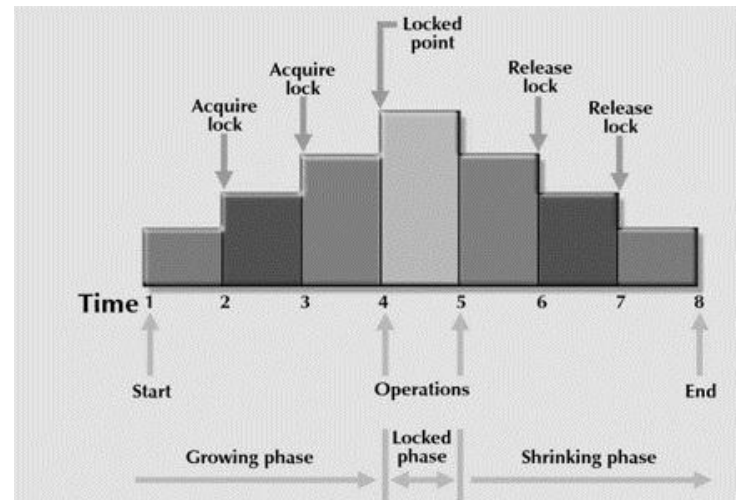 Locked
point
Acquire
lock
Release
lock
Acquire
lock
Release
lock
Time 1 2 3 4 5 6 7 8
Start Operations End
Growing phase
Locked
phase
Shrinking phase